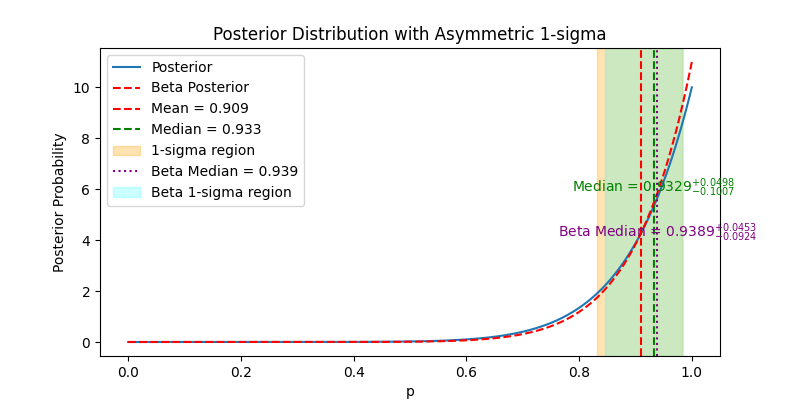 Posterior Distribution with Asymmetric 1-sigma
Posterior
Beta Posterior
Mean = 0.909
Median = 0.933
1-sigma region
Beta Median = 0.939
Beta 1-sigma region
Median = 0.9329 +0.0498 −0.1007
Beta Median = 0.9389 +0.0453 −0.0924
Posterior Probability
10
8
6
4
2
0
0.0 0.2 0.4 0.6 0.8 1.0
p